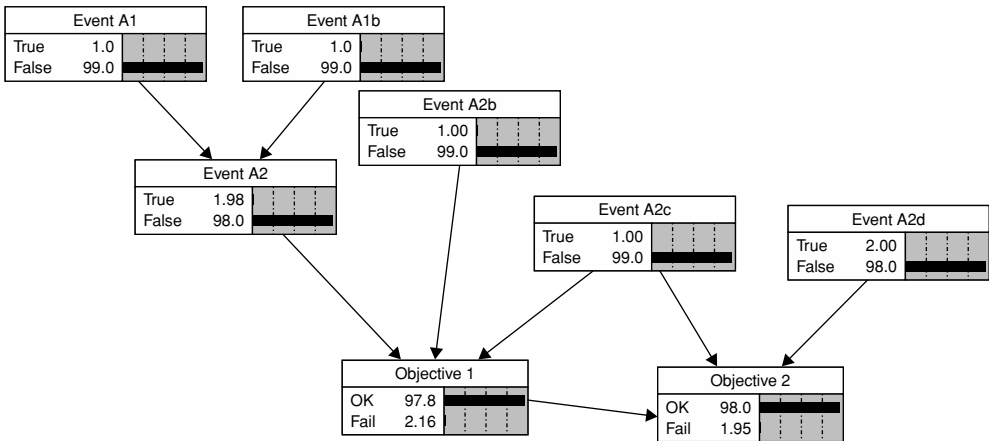 Event A1
True 1.0
False 99.0
Event A1b
True 1.0
False 99.0
Event A2b
True 1.00
False 99.0
Event A2
True 1.98
False 98.0
Event A2c
True 1.00
False 99.0
Event A2d
True 2.00
False 98.0
Objective 1
OK 97.8
Fail 2.16
Objective 2
OK 98.0
Fail 1.95